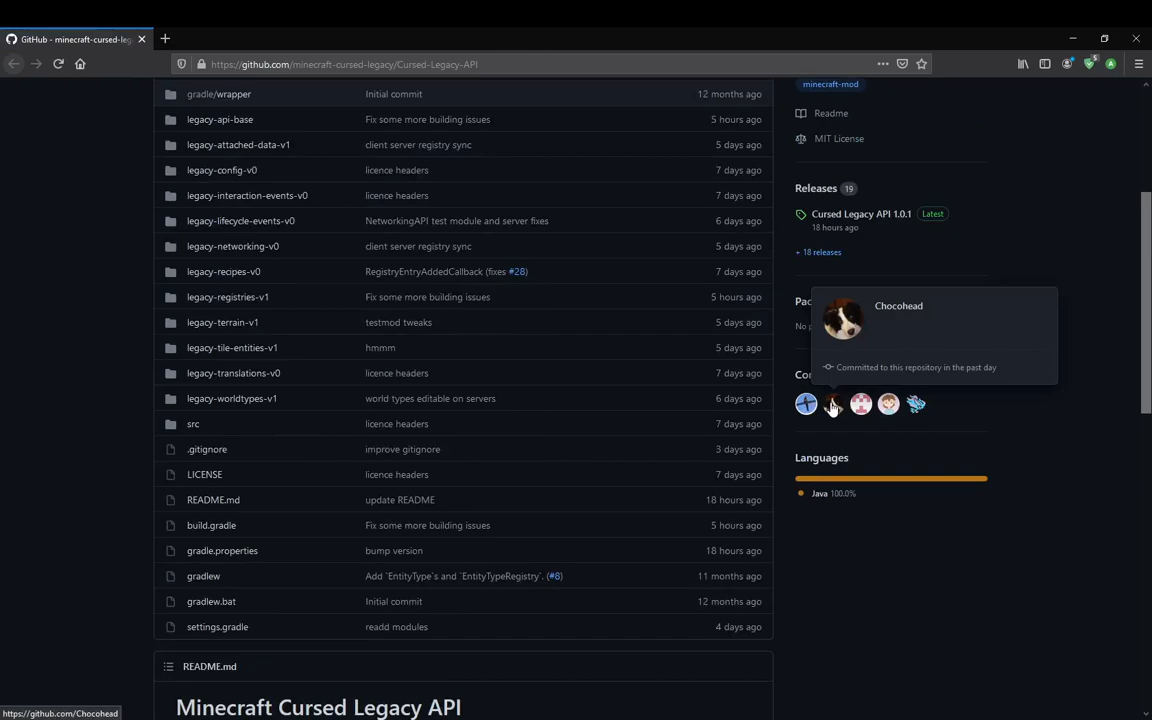 GitHub - minecraft-cursed-leg
https://github.com/minecraft-cursed-legacy/Cursed-Legacy-API
5
A
gradle/wrapper Initial commit 12 months ago
legacy-api-base Fix some more building issues 5 hours ago
legacy-attached-data-v1 client server registry sync 5 days ago
legacy-config-v0 licence headers 7 days ago
legacy-interaction-events-v0 licence headers 7 days ago
legacy-lifecycle-events-v0 NetworkingAPI test module and server fixes 6 days ago
legacy-networking-v0 client server registry sync 5 days ago
legacy-recipes-v0 RegistryEntryAddedCallback (fixes #28) 7 days ago
legacy-registries-v1 Fix some more building issues 5 hours ago
legacy-terrain-v1 testmod tweaks 5 days ago
legacy-tile-entities-v1 hmmm 5 days ago
legacy-translations-v0 licence headers 7 days ago
legacy-worldtypes-v1 world types editable on servers 6 days ago
src licence headers 7 days ago
.gitignore improve gitignore 3 days ago
LICENSE licence headers 7 days ago
README.md update README 18 hours ago
build.gradle Fix some more building issues 5 hours ago
gradle.properties bump version 18 hours ago
gradlew Add `EntityType`s and `EntityTypeRegistry`. (#8) 11 months ago
gradlew.bat Initial commit 12 months ago
settings.gradle readd modules 4 days ago
README.md
Minecraft Cursed Legacy API
minecraft-mod
Readme
MIT License
Releases 19
Cursed Legacy API 1.0.1 Latest
18 hours ago
+ 18 releases
Pac
No p
Chocohead
Committed to this repository in the past day
Con
Languages
Java 100.0%
https://github.com/Chocohead